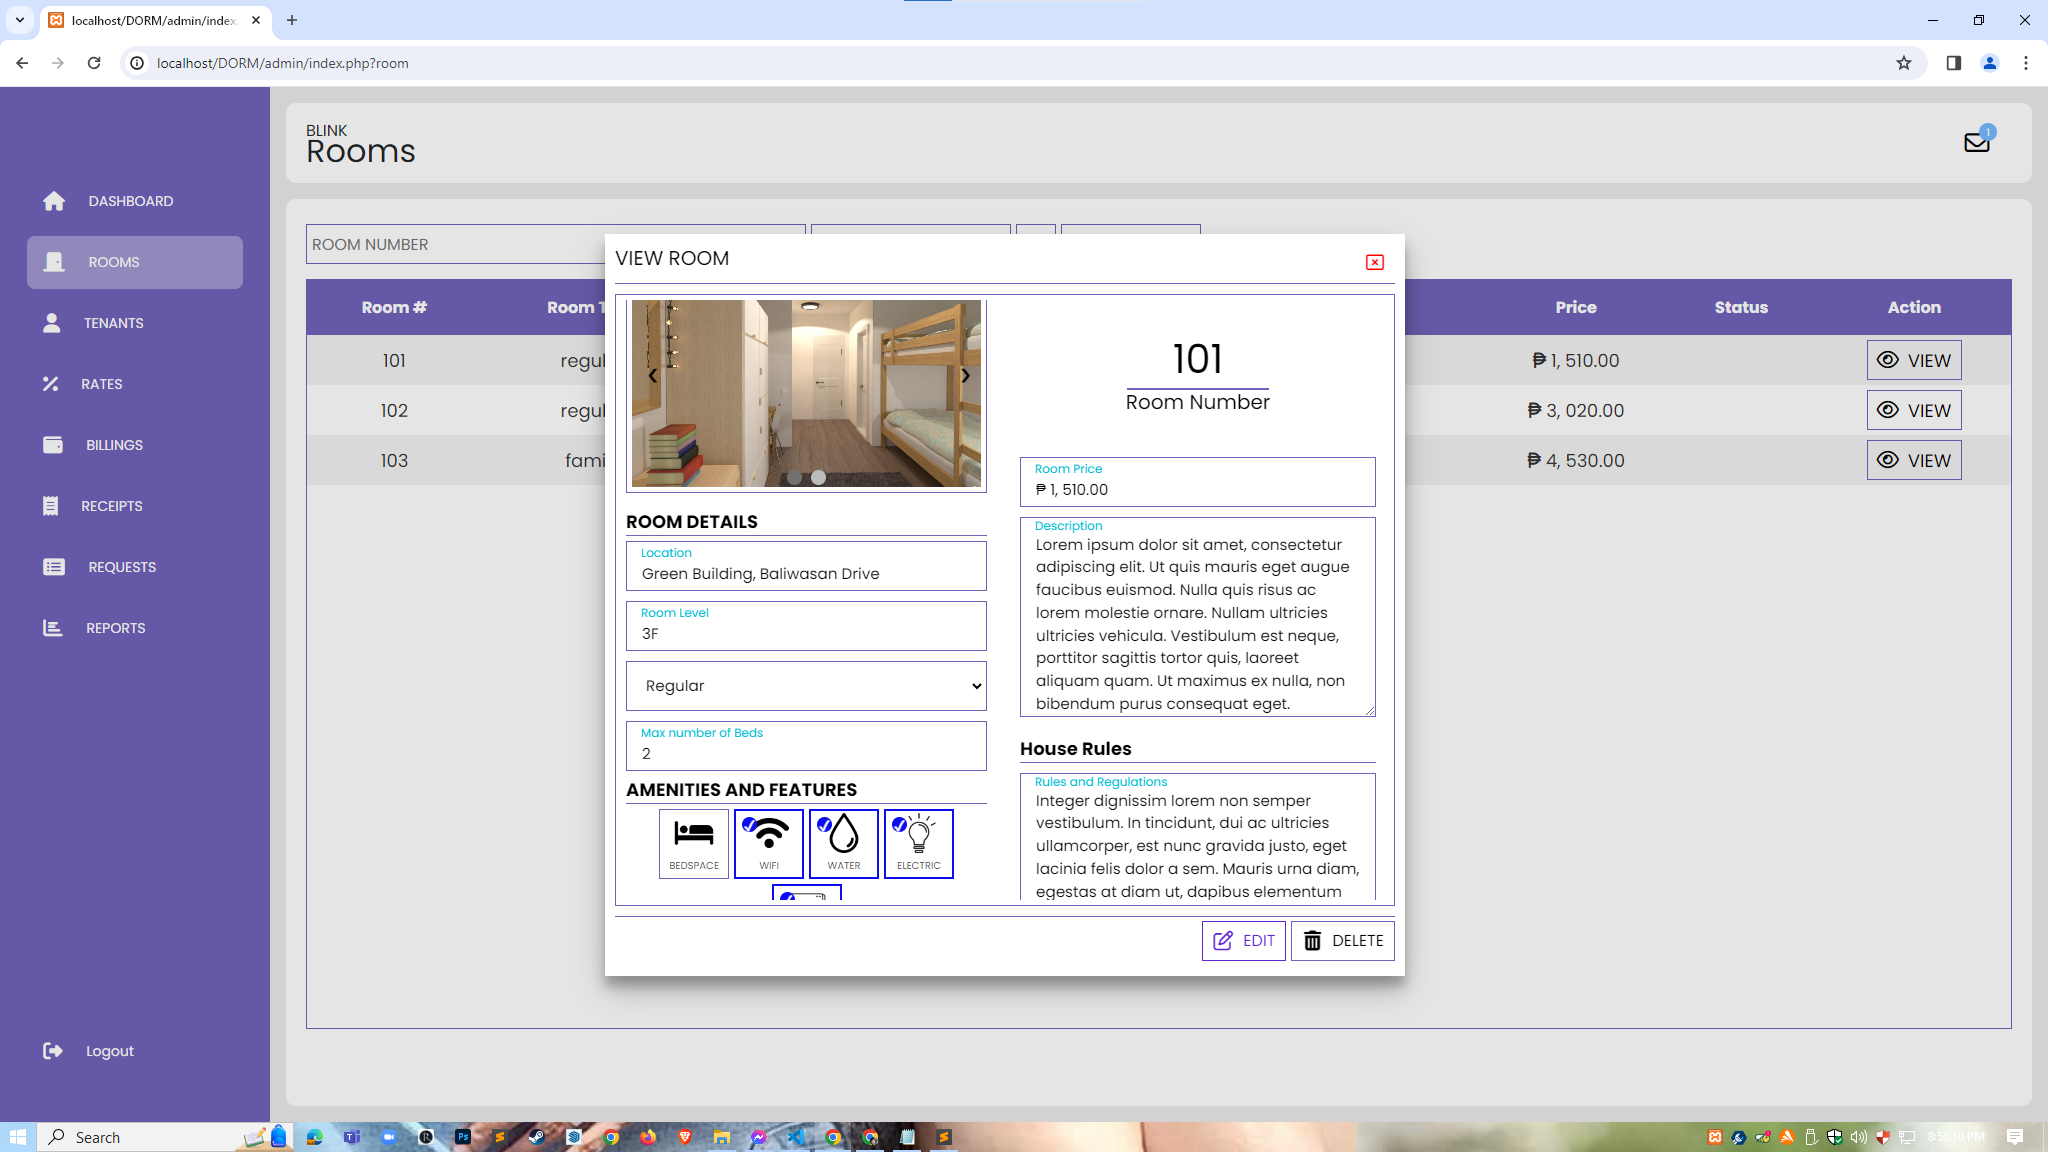 localhost/DORM/admin/index.
localhost/DORM/admin/index.php?room
BLINK
Rooms
1
DASHBOARD
ROOMS
TENANTS
RATES
BILLINGS
RECEIPTS
REQUESTS
REPORTS
Logout
ROOM NUMBER
Room # Room T Price Status Action
101 regul ₱ 1, 510.00 VIEW
102 regul ₱ 3, 020.00 VIEW
103 fami ₱ 4, 530.00 VIEW
VIEW ROOM
101
Room Number
ROOM DETAILS
Location
Green Building, Baliwasan Drive
Room Level
3F
Regular
Max number of Beds
2
AMENITIES AND FEATURES
BEDSPACE WIFI WATER ELECTRIC
Room Price
₱ 1, 510.00
Description
Lorem ipsum dolor sit amet, consectetur
adipiscing elit. Ut quis mauris eget augue
faucibus euismod. Nulla quis risus ac
lorem molestie ornare. Nullam ultricies
ultricies vehicula. Vestibulum est neque,
porttitor sagittis tortor quis, laoreet
aliquam quam. Ut maximus ex nulla, non
bibendum purus consequat eget.
House Rules
Rules and Regulations
Integer dignissim lorem non semper
vestibulum. In tincidunt, dui ac ultricies
ullamcorper, est nunc gravida justo, eget
lacinia felis dolor a sem. Mauris urna diam,
egestas at diam ut, dapibus elementum
EDIT DELETE
Search
8:56:10 PM